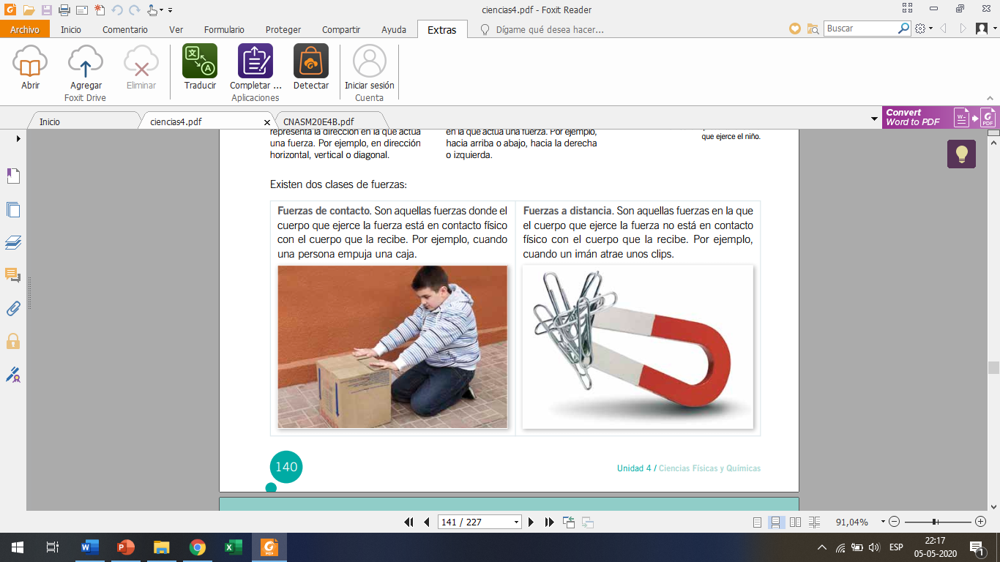 ciencias4.pdf - Foxit Reader
Archivo Inicio Comentario Ver Formulario Proteger Compartir Ayuda Extras Dígame qué desea hacer... Buscar
Abrir Agregar Eliminar Traducir Completar ... Detectar Iniciar sesión
Foxit Drive Aplicaciones Cuenta
Inicio ciencias4.pdf CNASM20E4B.pdf
Convert
Word to PDF
representa la dirección en la que actúa
una fuerza. Por ejemplo, en dirección
horizontal, vertical o diagonal.
en la que actúa una fuerza. Por ejemplo,
hacia arriba o abajo, hacia la derecha
o izquierda.
que ejerce el niño.
Existen dos clases de fuerzas:
Fuerzas de contacto. Son aquellas fuerzas donde el
cuerpo que ejerce la fuerza está en contacto físico
con el cuerpo que la recibe. Por ejemplo, cuando
una persona empuja una caja.
Fuerzas a distancia. Son aquellas fuerzas en la que
el cuerpo que ejerce la fuerza no está en contacto
físico con el cuerpo que la recibe. Por ejemplo,
cuando un imán atrae unos clips.
140
Unidad 4 / Ciencias Físicas y Químicas
141 / 227
91,04%
ESP
22:17
05-05-2020